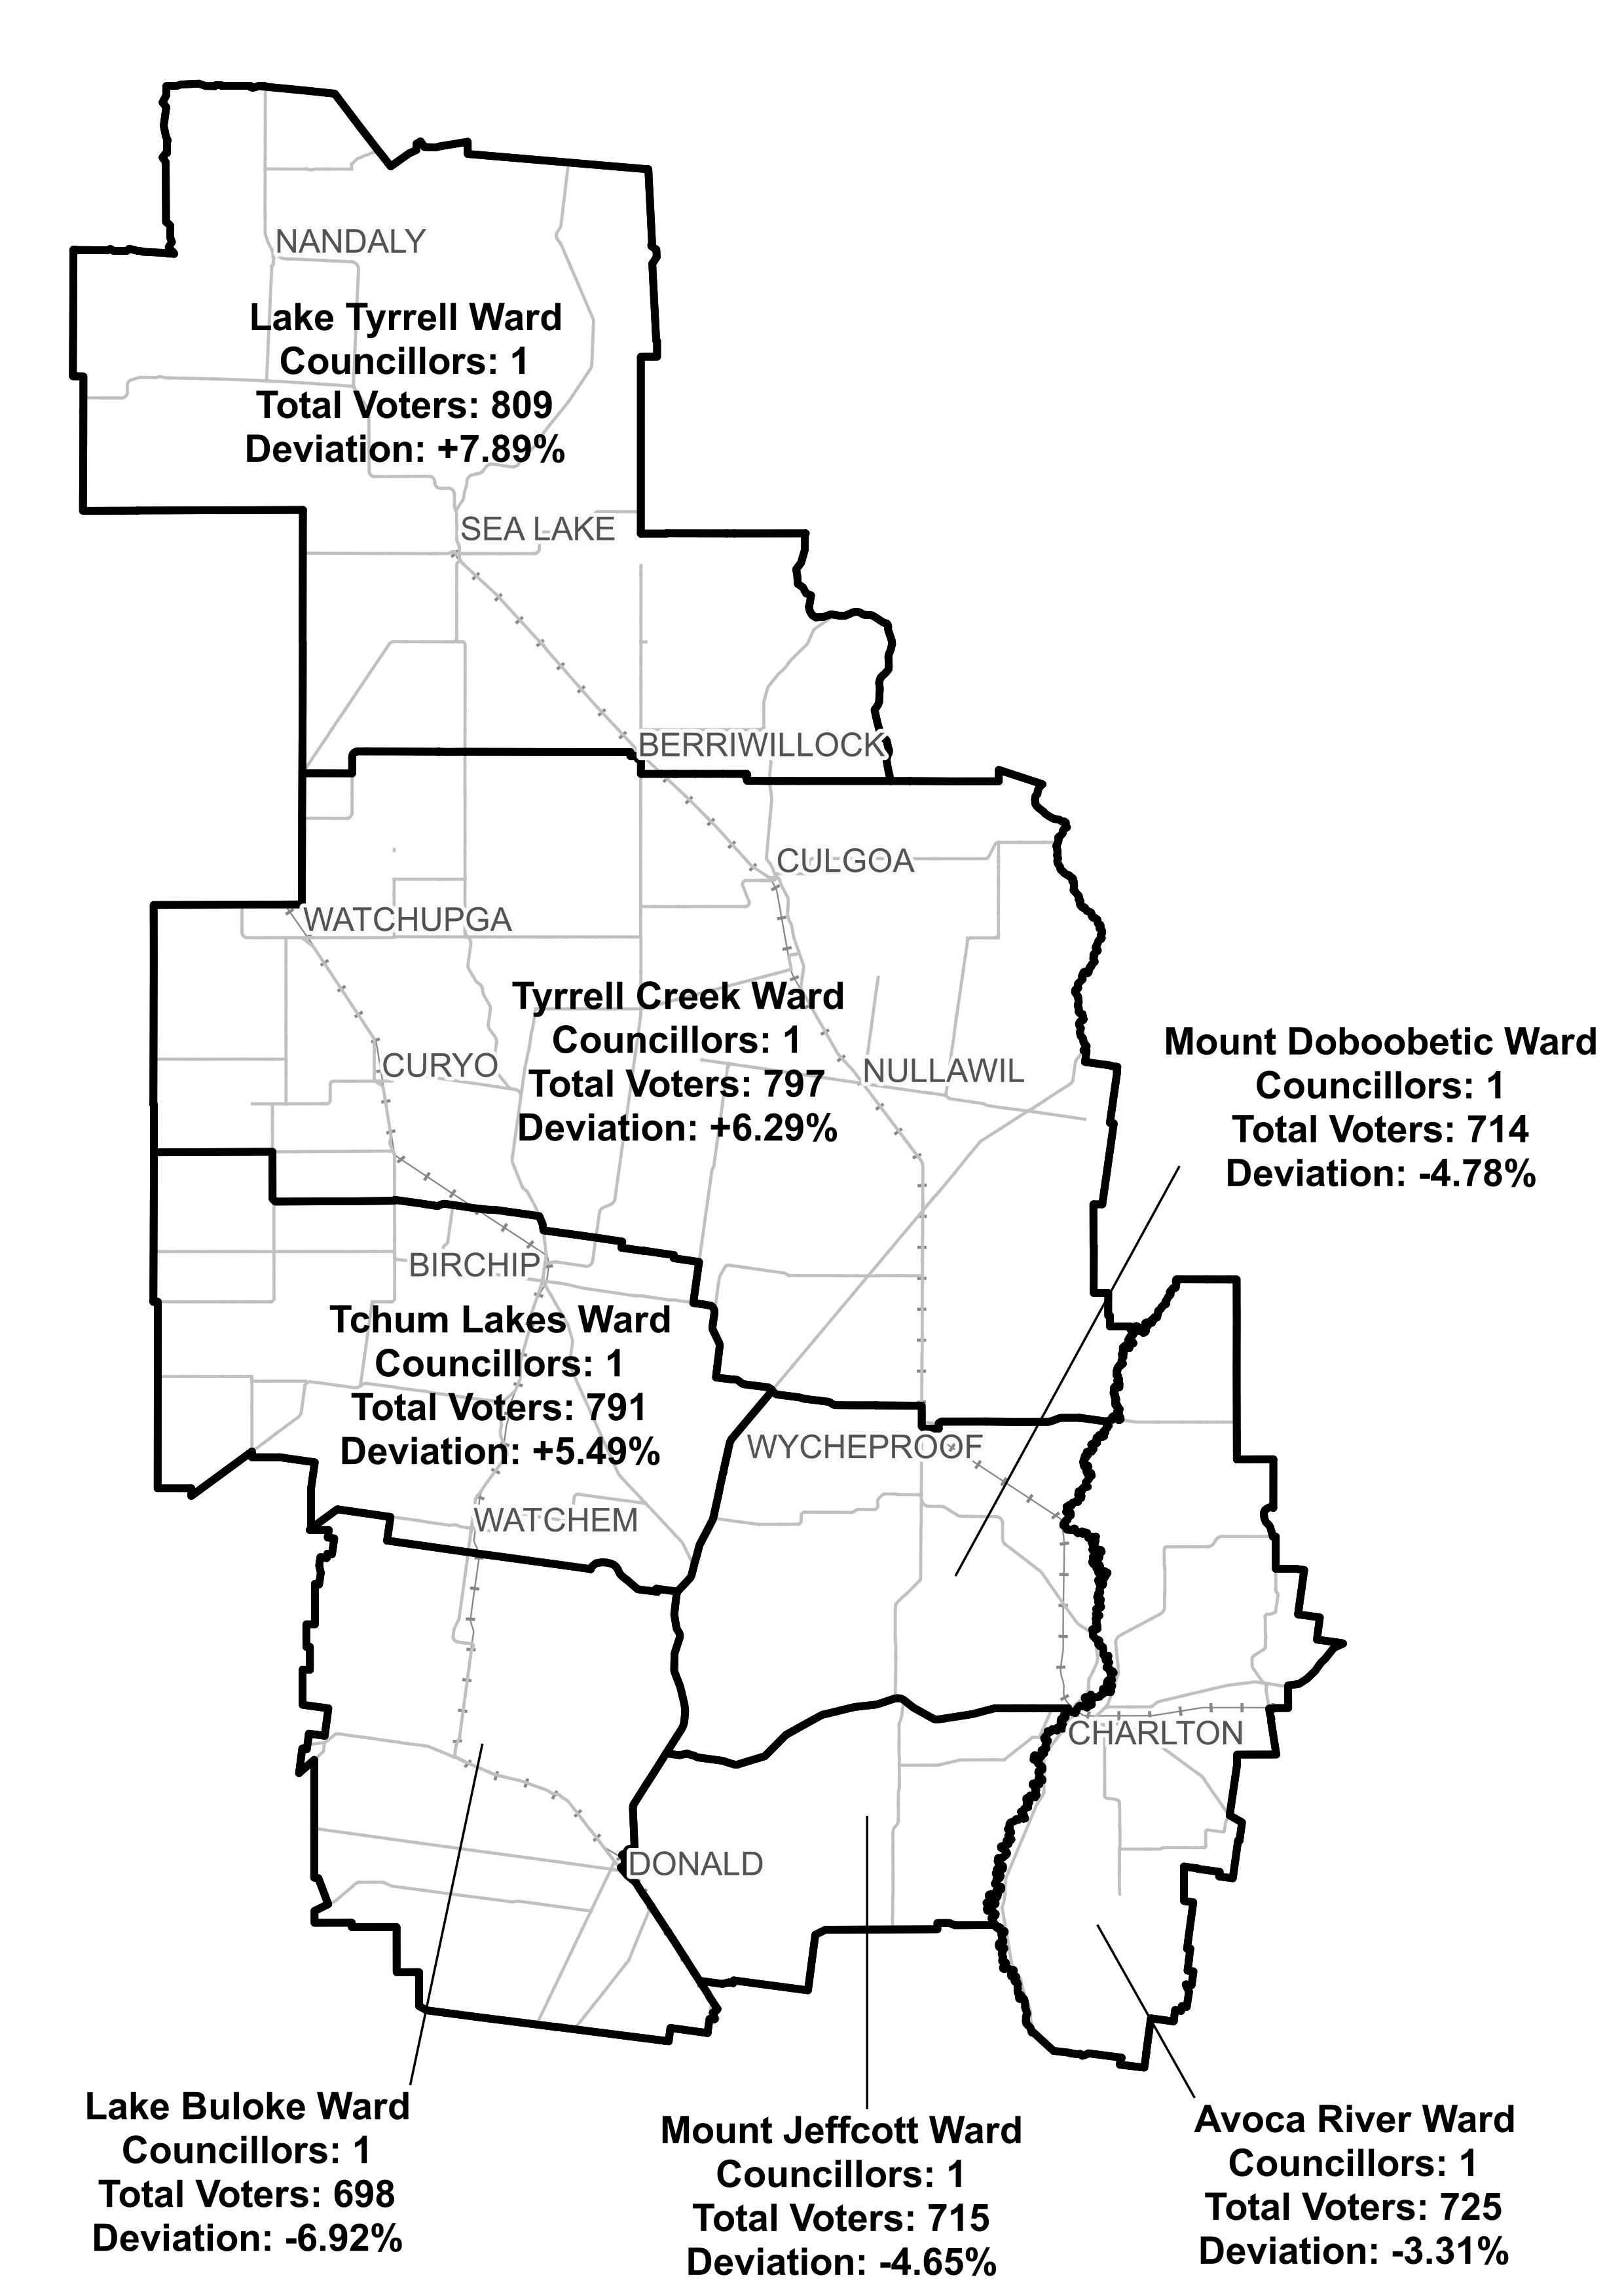 NANDALY
Lake Tyrrell Ward
Councillors: 1
Total Voters: 809
Deviation: +7.89%
SEA LAKE
BERRIWILLOCK
CULGOA
WATCHUPGA
Tyrrell Creek Ward
Councillors: 1
Total Voters: 797
Deviation: +6.29%
CURYO
NULLAWIL
Mount Doboobetic Ward
Councillors: 1
Total Voters: 714
Deviation: -4.78%
BIRCHIP
Tchum Lakes Ward
Councillors: 1
Total Voters: 791
Deviation: +5.49%
WYCHEPROOF
WATCHEM
CHARLTON
DONALD
Lake Buloke Ward
Councillors: 1
Total Voters: 698
Deviation: -6.92%
Mount Jeffcott Ward
Councillors: 1
Total Voters: 715
Deviation: -4.65%
Avoca River Ward
Councillors: 1
Total Voters: 725
Deviation: -3.31%